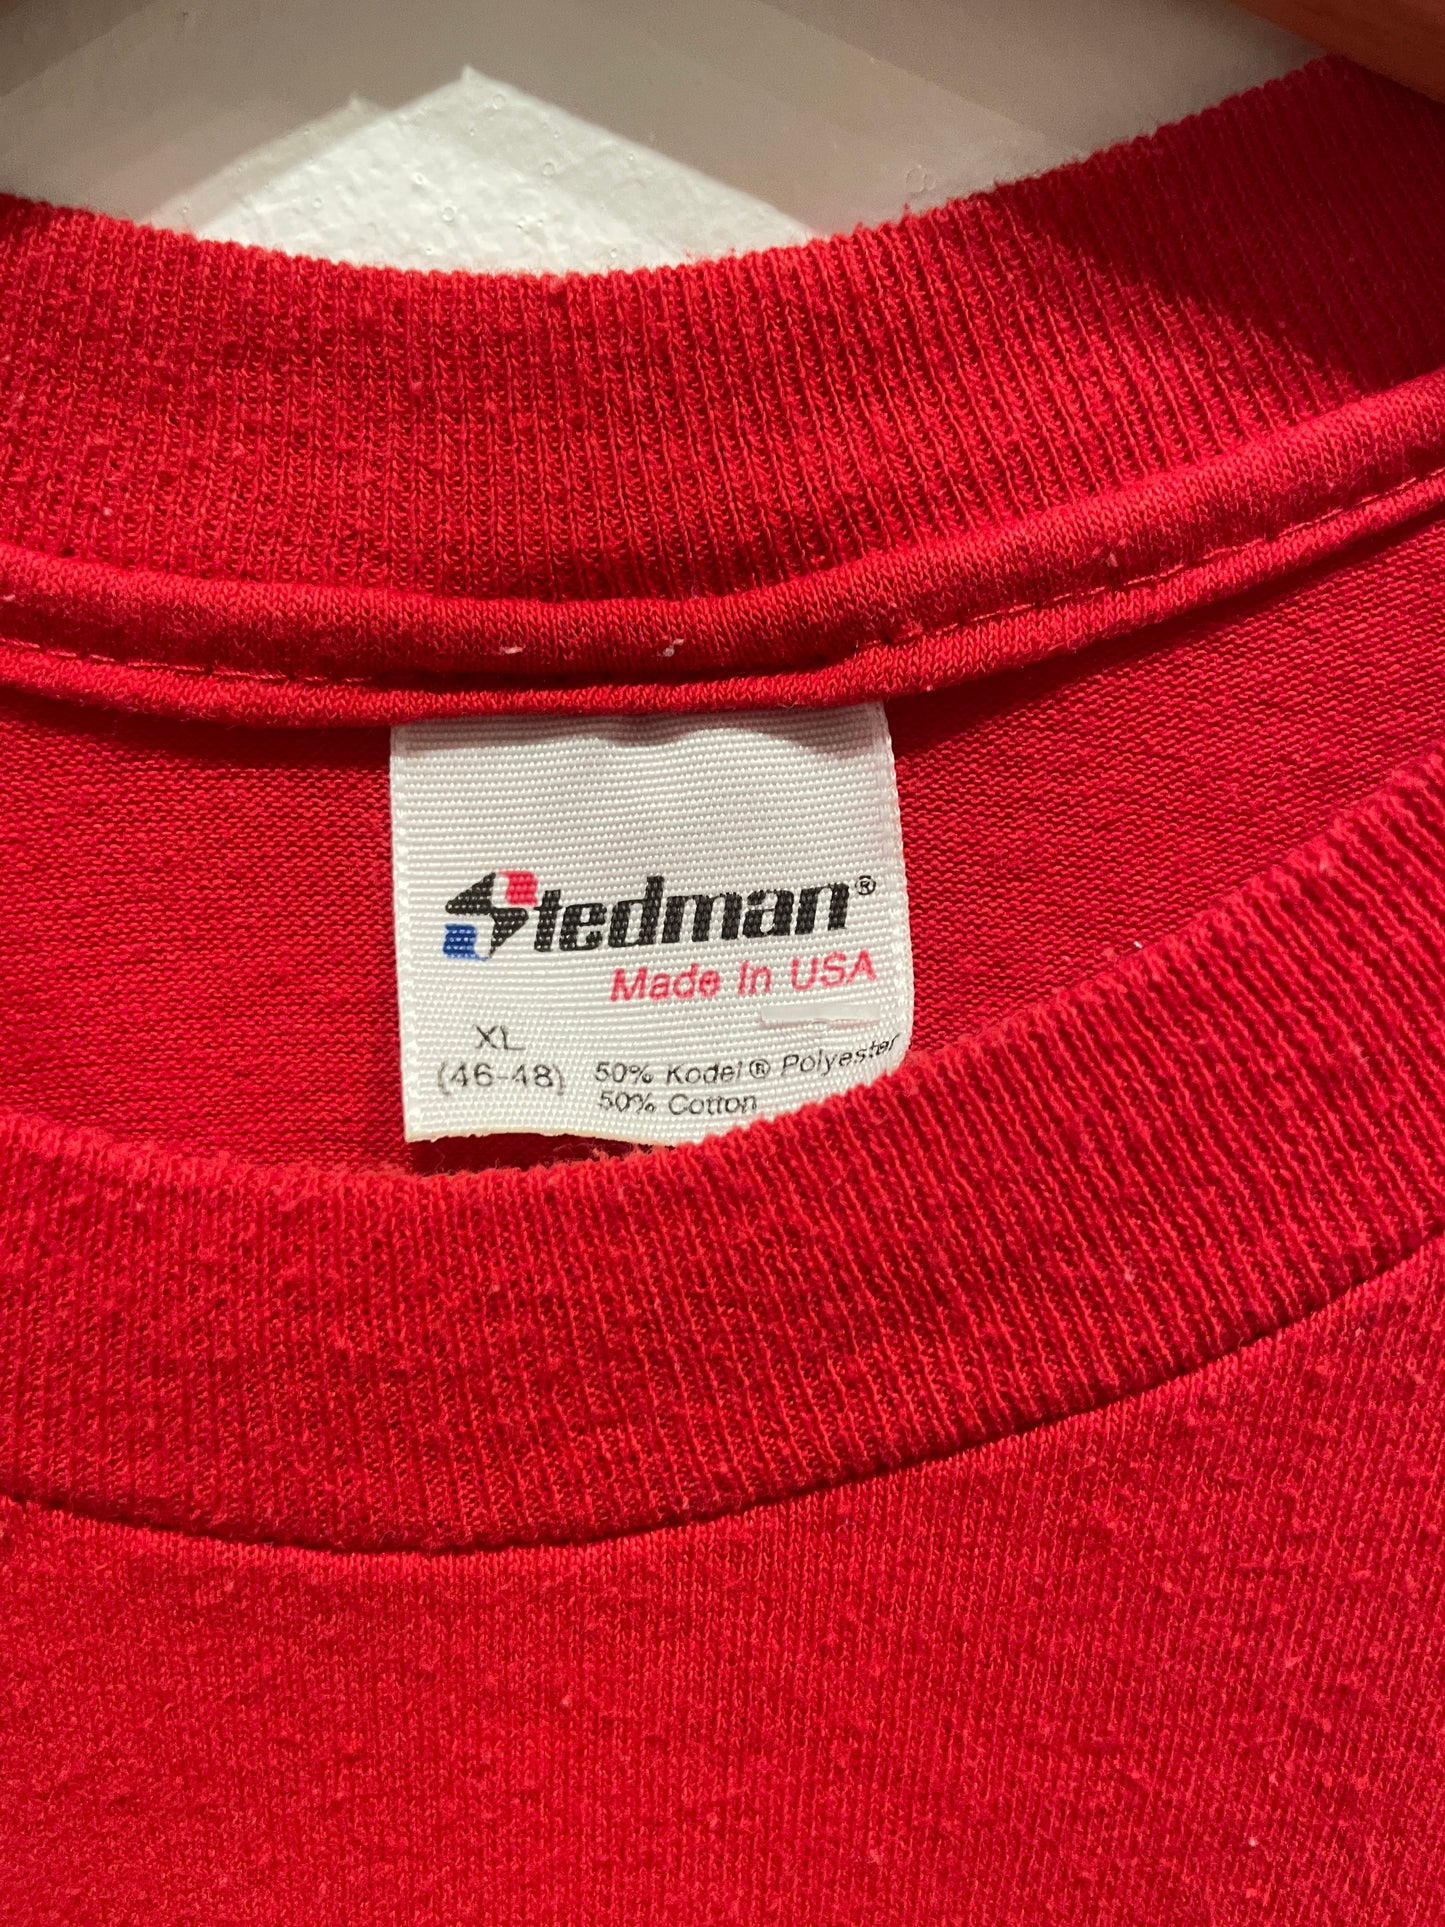 Stedman®
Made In USA
XL
(46-48)
50% Kodel® Polyester
50% Cotton